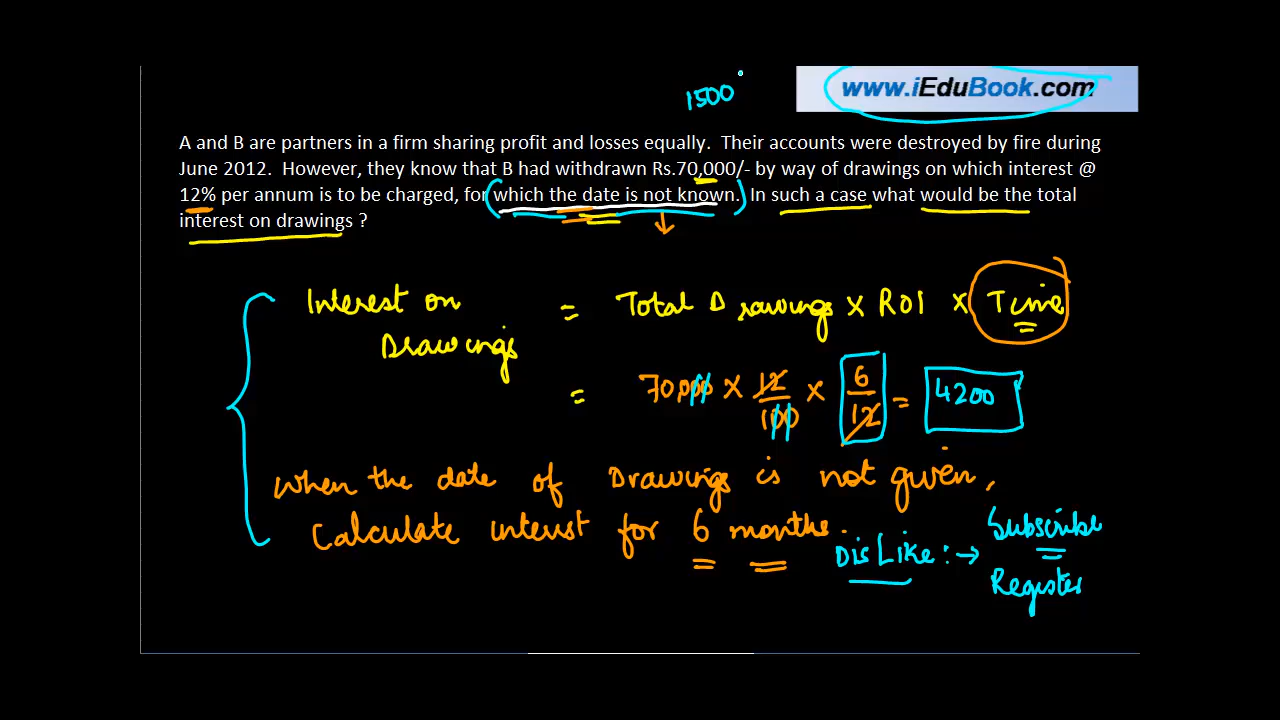 1500
www.iEduBook.com
A and B are partners in a firm sharing profit and losses equally. Their accounts were destroyed by fire during
June 2012. However, they know that B had withdrawn Rs.70,000/- by way of drawings on which interest @
12% per annum is to be charged, for which the date is not known. In such a case what would be the total
interest on drawings ?
Interest on Drawings = Total Drawings x ROI x Time
= 70000 x 12/100 x 6/12 = 4200
When the date of Drawings is not given,
Calculate interest for 6 months.
DisLike: → Subscribe
Register